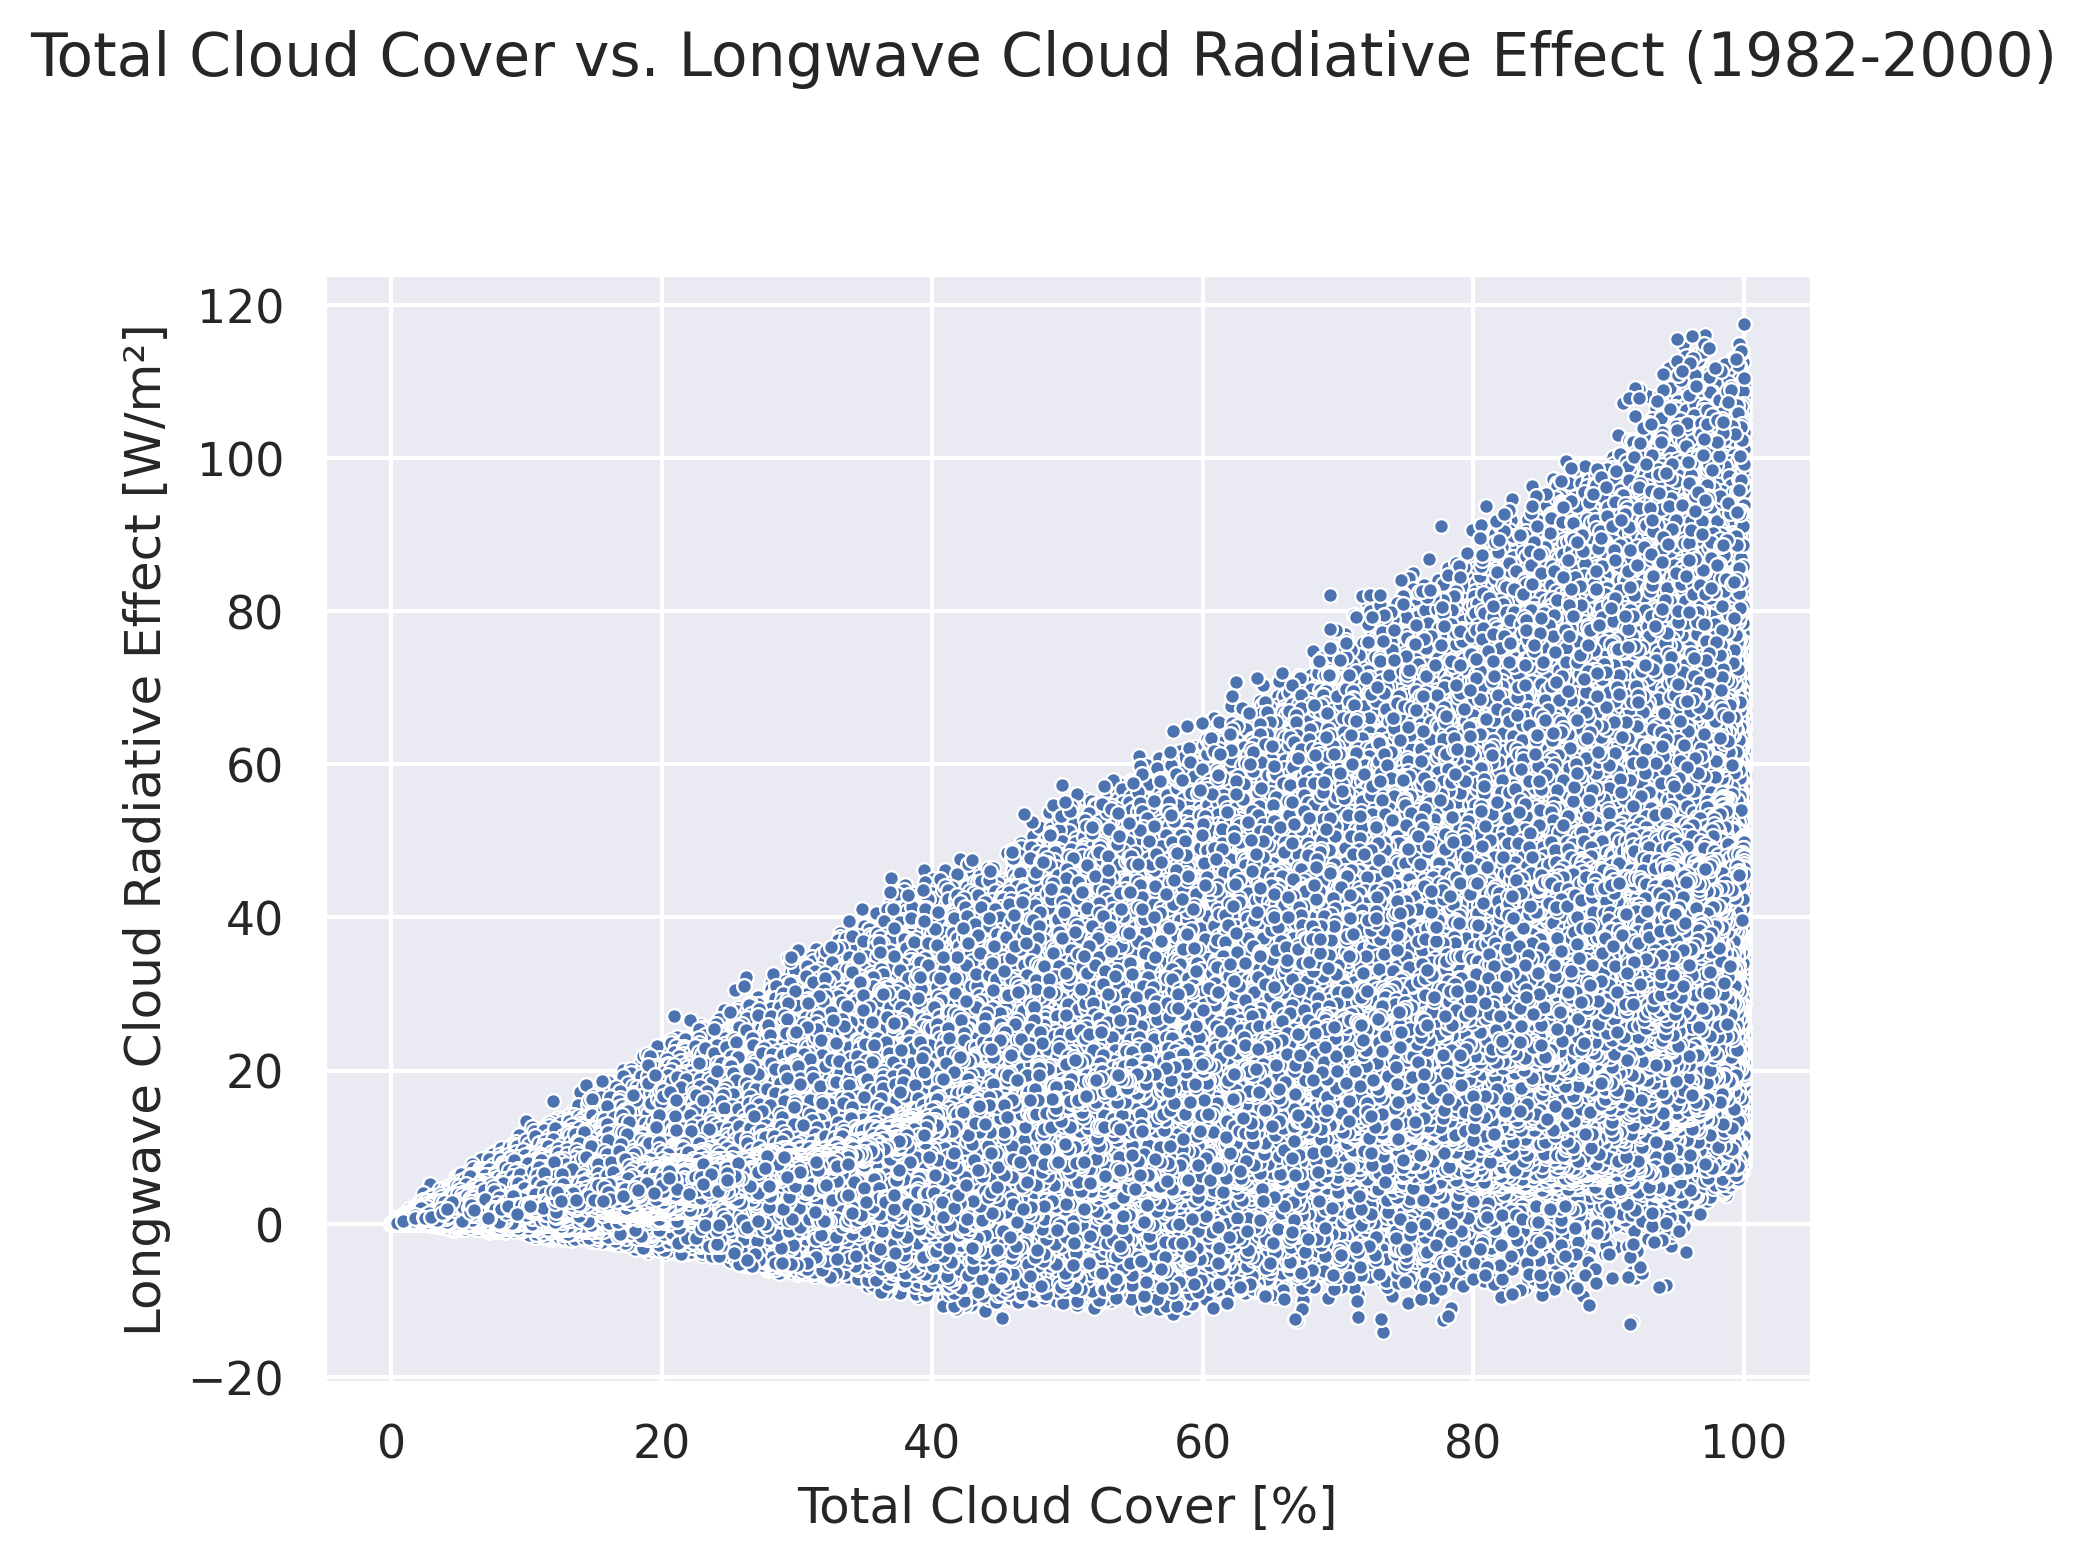 Total Cloud Cover vs. Longwave Cloud Radiative Effect (1982-2000)
Longwave Cloud Radiative Effect [W/m²]
120
100
80
60
40
20
0
−20
0 20 40 60 80 100
Total Cloud Cover [%]